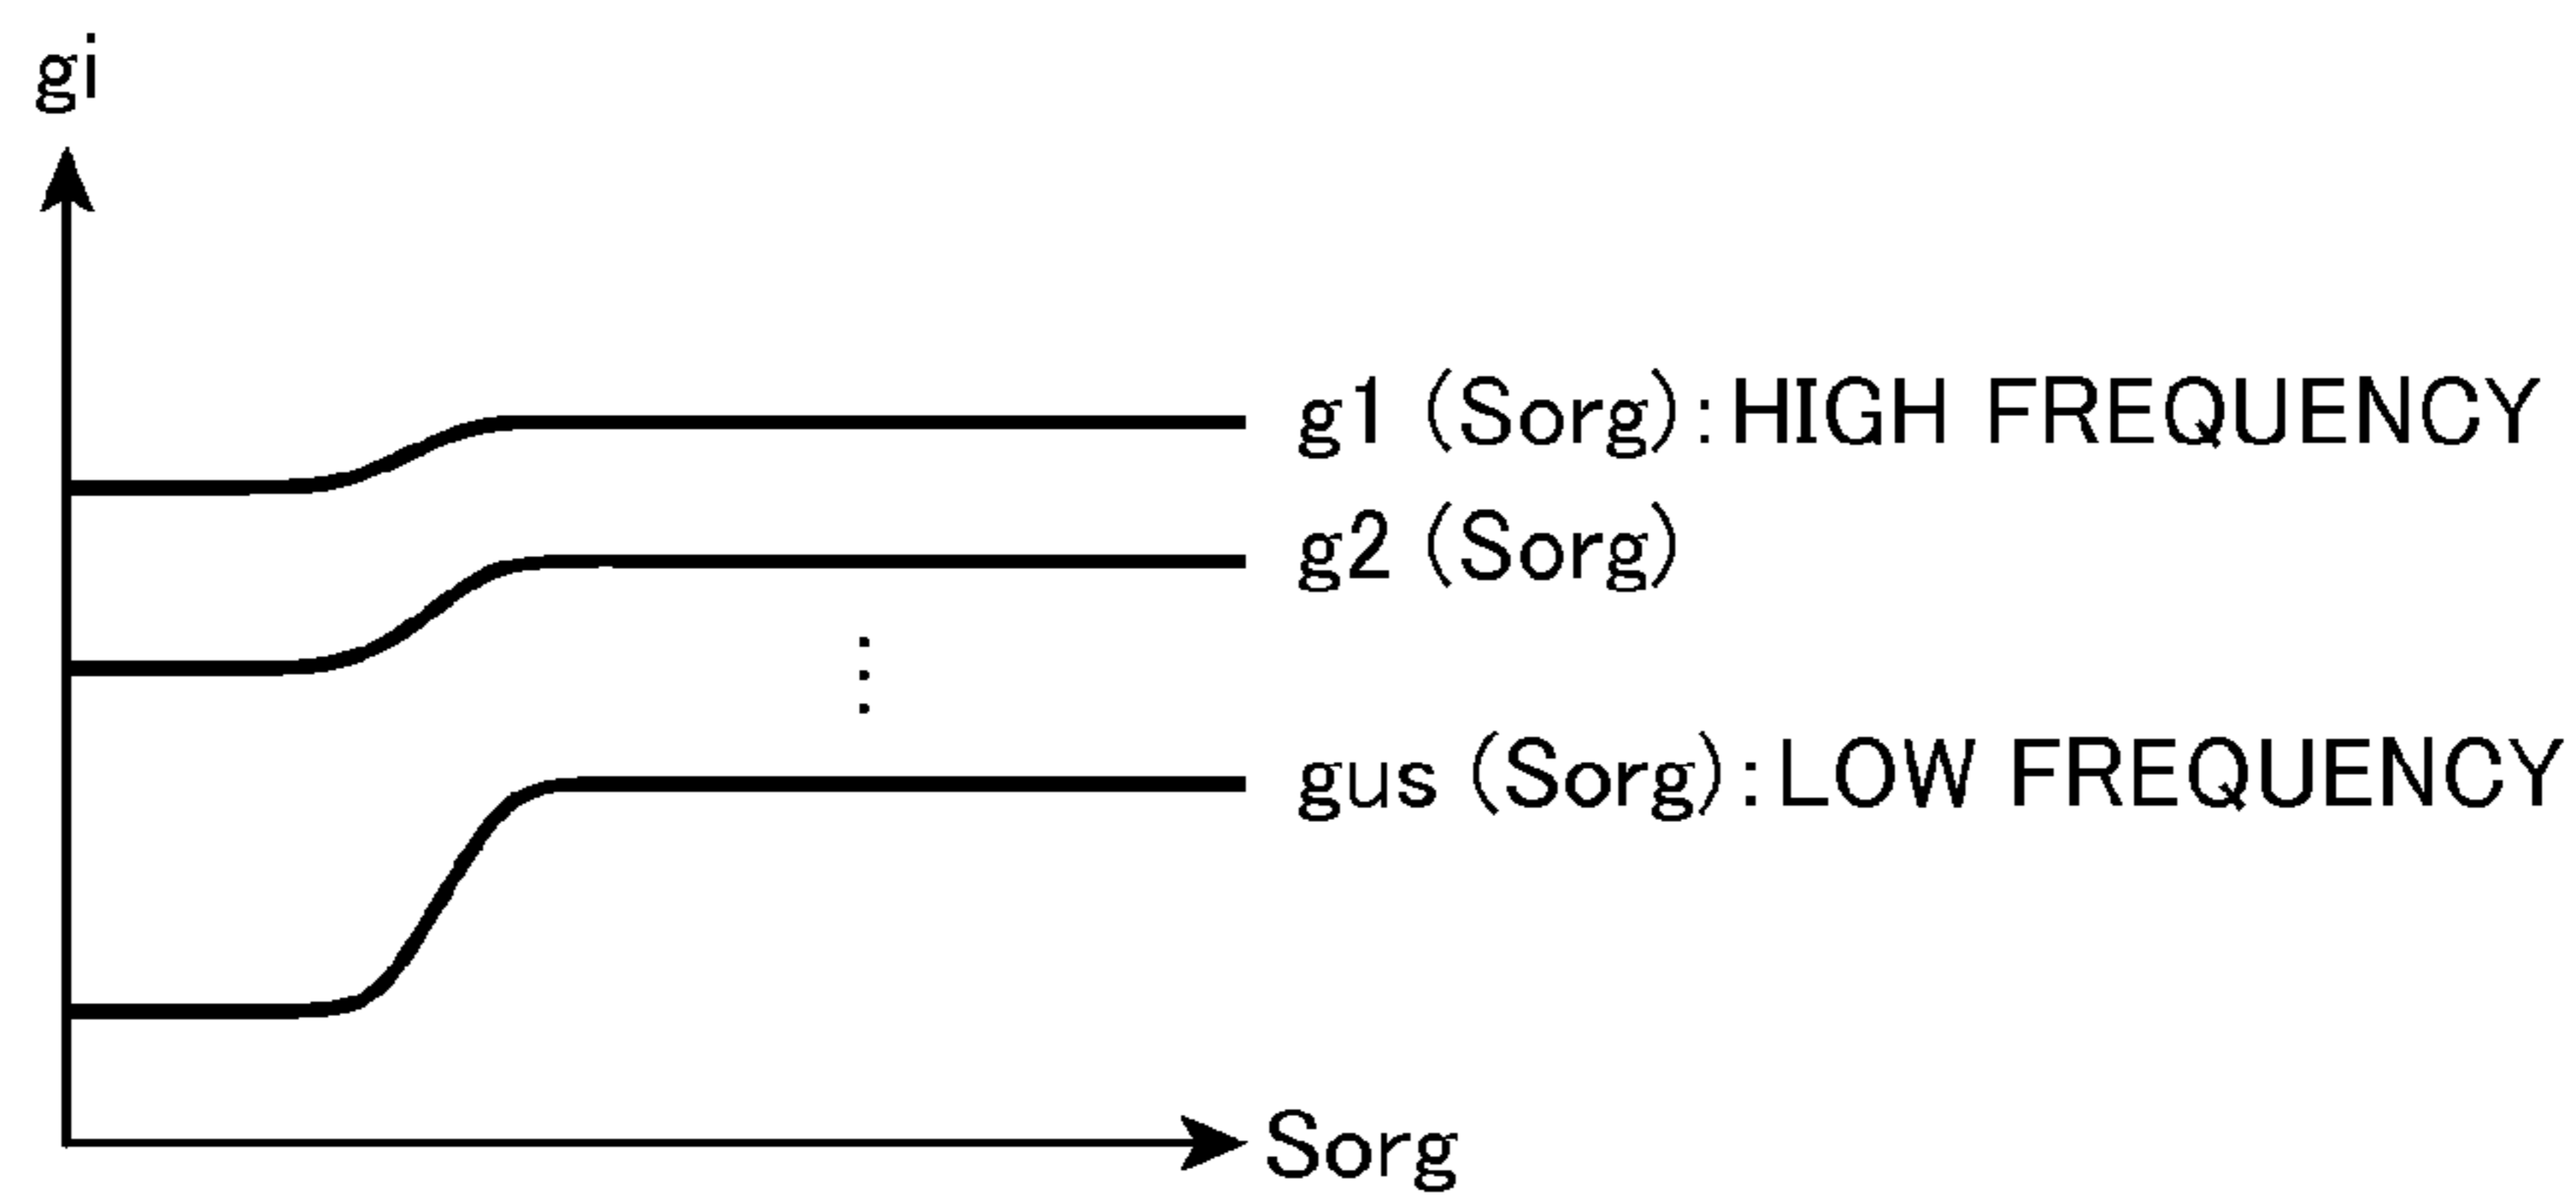 gi
g1 (Sorg):HIGH FREQUENCY
g2 (Sorg)
gus (Sorg):LOW FREQUENCY
Sorg